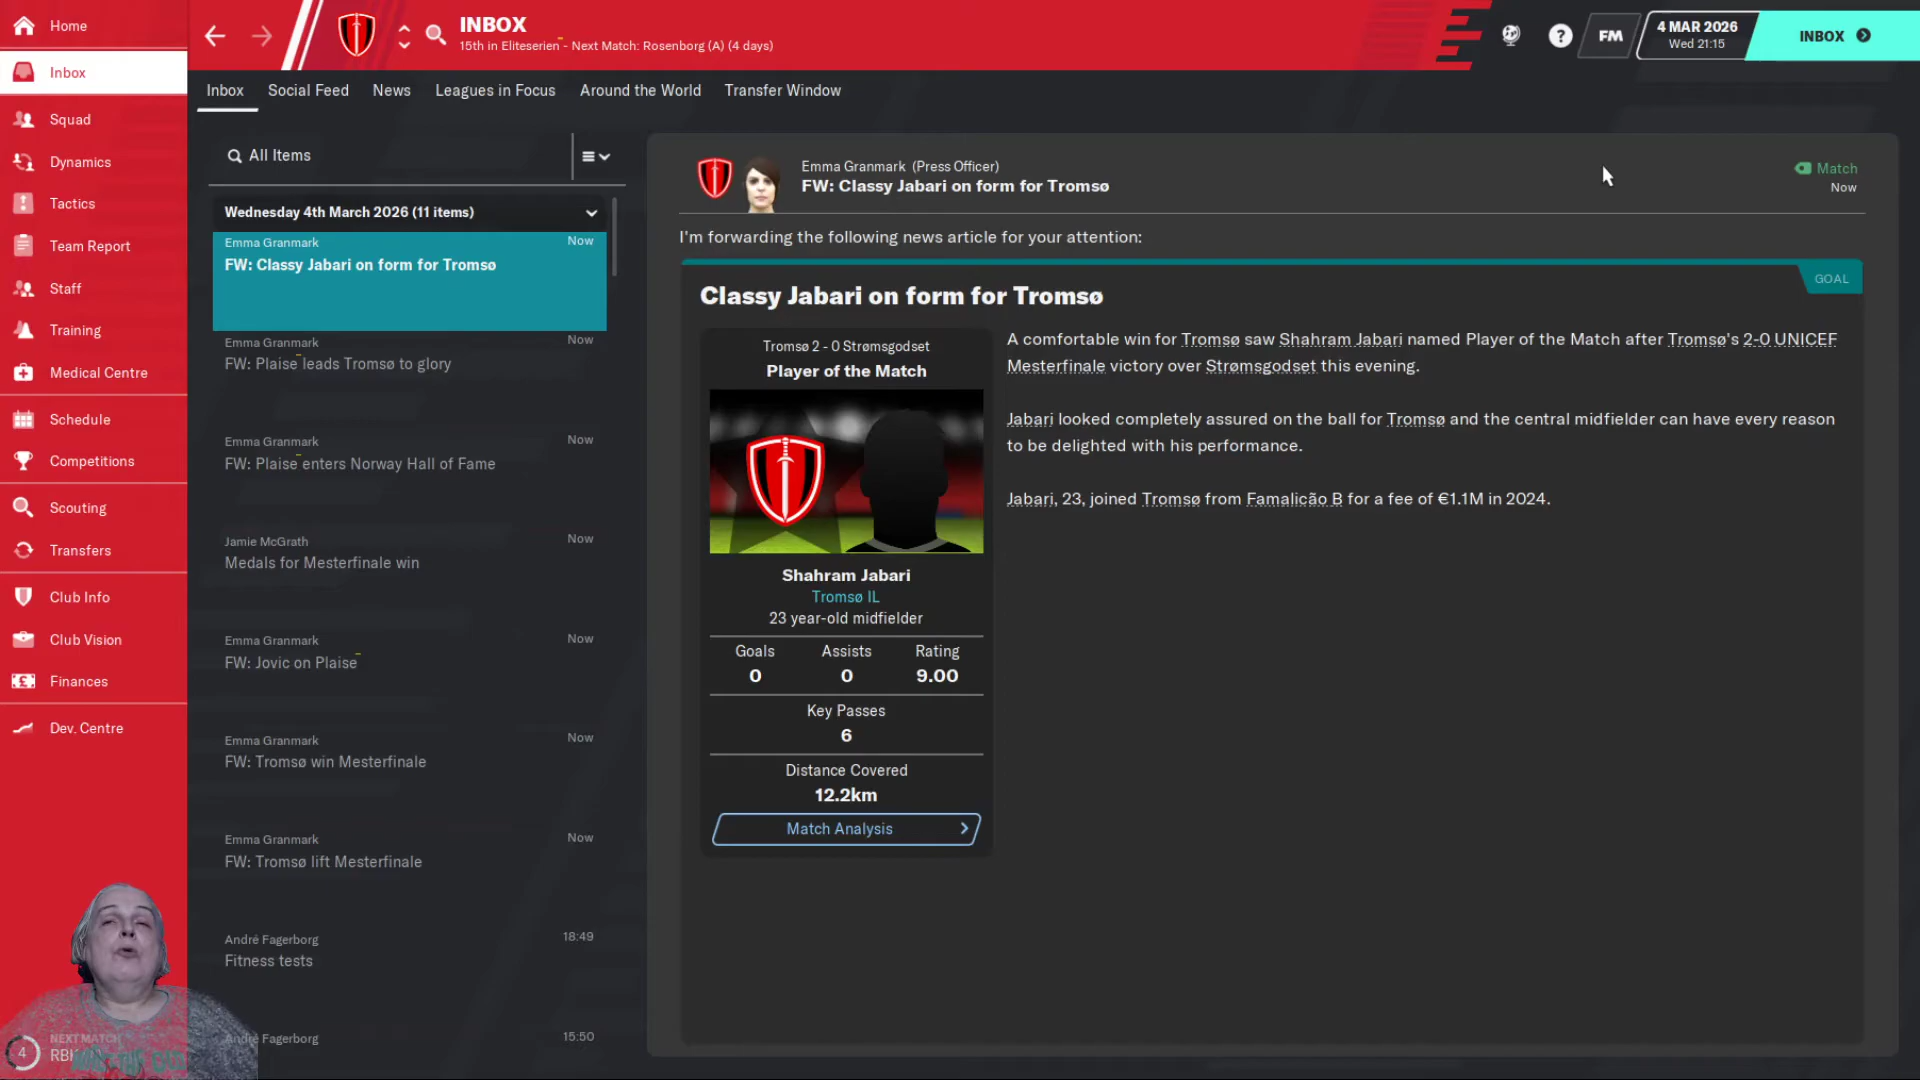 Home
Inbox
Squad
Dynamics
Tactics
Team Report
Staff
Training
Medical Centre
Schedule
Competitions
Scouting
Transfers
Club Info
Club Vision
Finances
Dev. Centre
NEXT MATCH
4
INBOX
15th in Eliteserien - Next Match: Rosenborg (A) (4 days)
FM
4 MAR 2026
Wed 21:15
INBOX
Inbox
Social Feed
News
Leagues in Focus
Around the World
Transfer Window
All Items
Wednesday 4th March 2026 (11 items)
Emma Granmark
Now
FW: Classy Jabari on form for Tromsø
Emma Granmark
Now
FW: Plaise leads Tromsø to glory
Emma Granmark
Now
FW: Plaise enters Norway Hall of Fame
Jamie McGrath
Now
Medals for Mesterfinale win
Emma Granmark
Now
FW: Jovic on Plaise
Emma Granmark
Now
FW: Tromsø win Mesterfinale
Emma Granmark
Now
FW: Tromsø lift Mesterfinale
André Fagerborg
18:49
Fitness tests
André Fagerborg
15:50
Emma Granmark (Press Officer)
FW: Classy Jabari on form for Tromsø
Match
Now
I'm forwarding the following news article for your attention:
GOAL
Classy Jabari on form for Tromsø
Tromsø 2 - 0 Strømsgodset
Player of the Match
Shahram Jabari
Tromsø IL
23 year-old midfielder
Goals Assists Rating
0 0 9.00
Key Passes
6
Distance Covered
12.2km
Match Analysis
A comfortable win for Tromsø saw Shahram Jabari named Player of the Match after Tromsø's 2-0 UNICEF
Mesterfinale victory over Strømsgodset this evening.
Jabari looked completely assured on the ball for Tromsø and the central midfielder can have every reason
to be delighted with his performance.
Jabari, 23, joined Tromsø from Famalicão B for a fee of €1.1M in 2024.